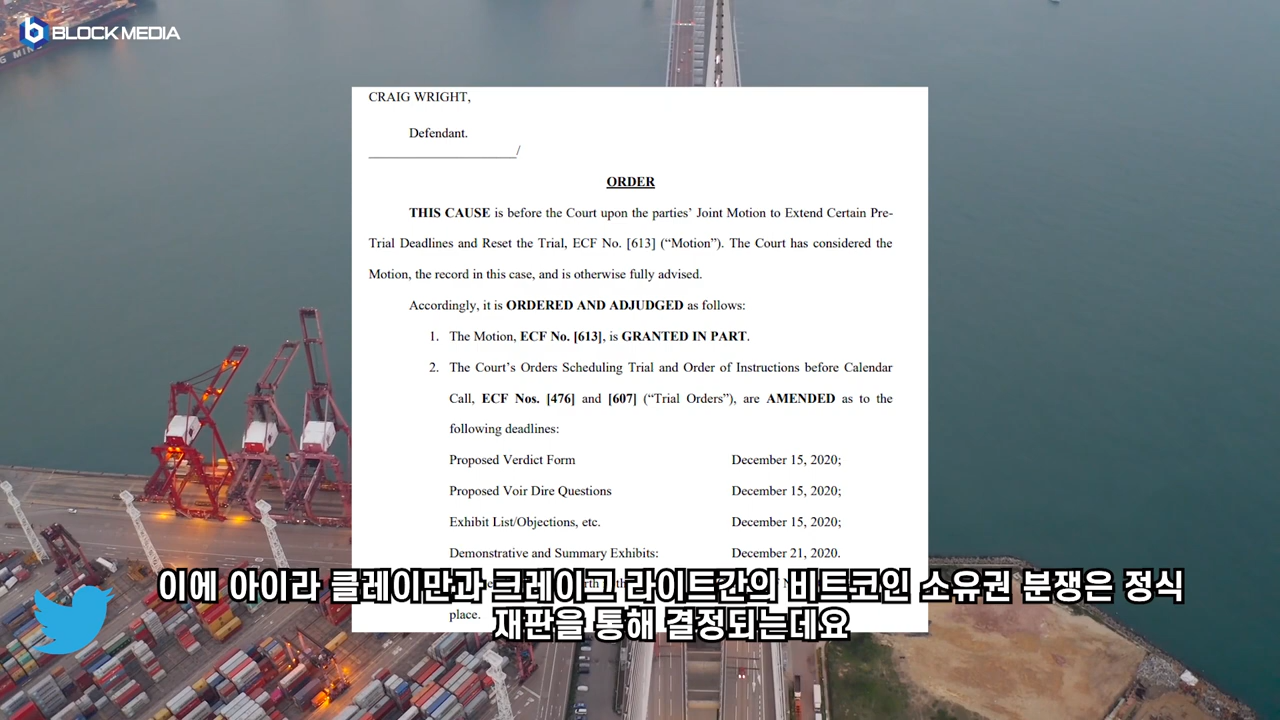 BLOCKMEDIA
CRAIG WRIGHT,
Defendant.
/
ORDER
THIS CAUSE is before the Court upon the parties’ Joint Motion to Extend Certain Pre-
Trial Deadlines and Reset the Trial, ECF No. [613] (“Motion”). The Court has considered the
Motion, the record in this case, and is otherwise fully advised.
Accordingly, it is ORDERED AND ADJUDGED as follows:
1. The Motion, ECF No. [613], is GRANTED IN PART.
2. The Court’s Orders Scheduling Trial and Order of Instructions before Calendar
Call, ECF Nos. [476] and [607] (“Trial Orders”), are AMENDED as to the
following deadlines:
Proposed Verdict Form December 15, 2020;
Proposed Voir Dire Questions December 15, 2020;
Exhibit List/Objections, etc. December 15, 2020;
Demonstrative and Summary Exhibits: December 21, 2020.
이에 아이라 클레이만과 크레이그 라이트간의 비트코인 소유권 분쟁은 정식
place.
재판을 통해 결정되는데요